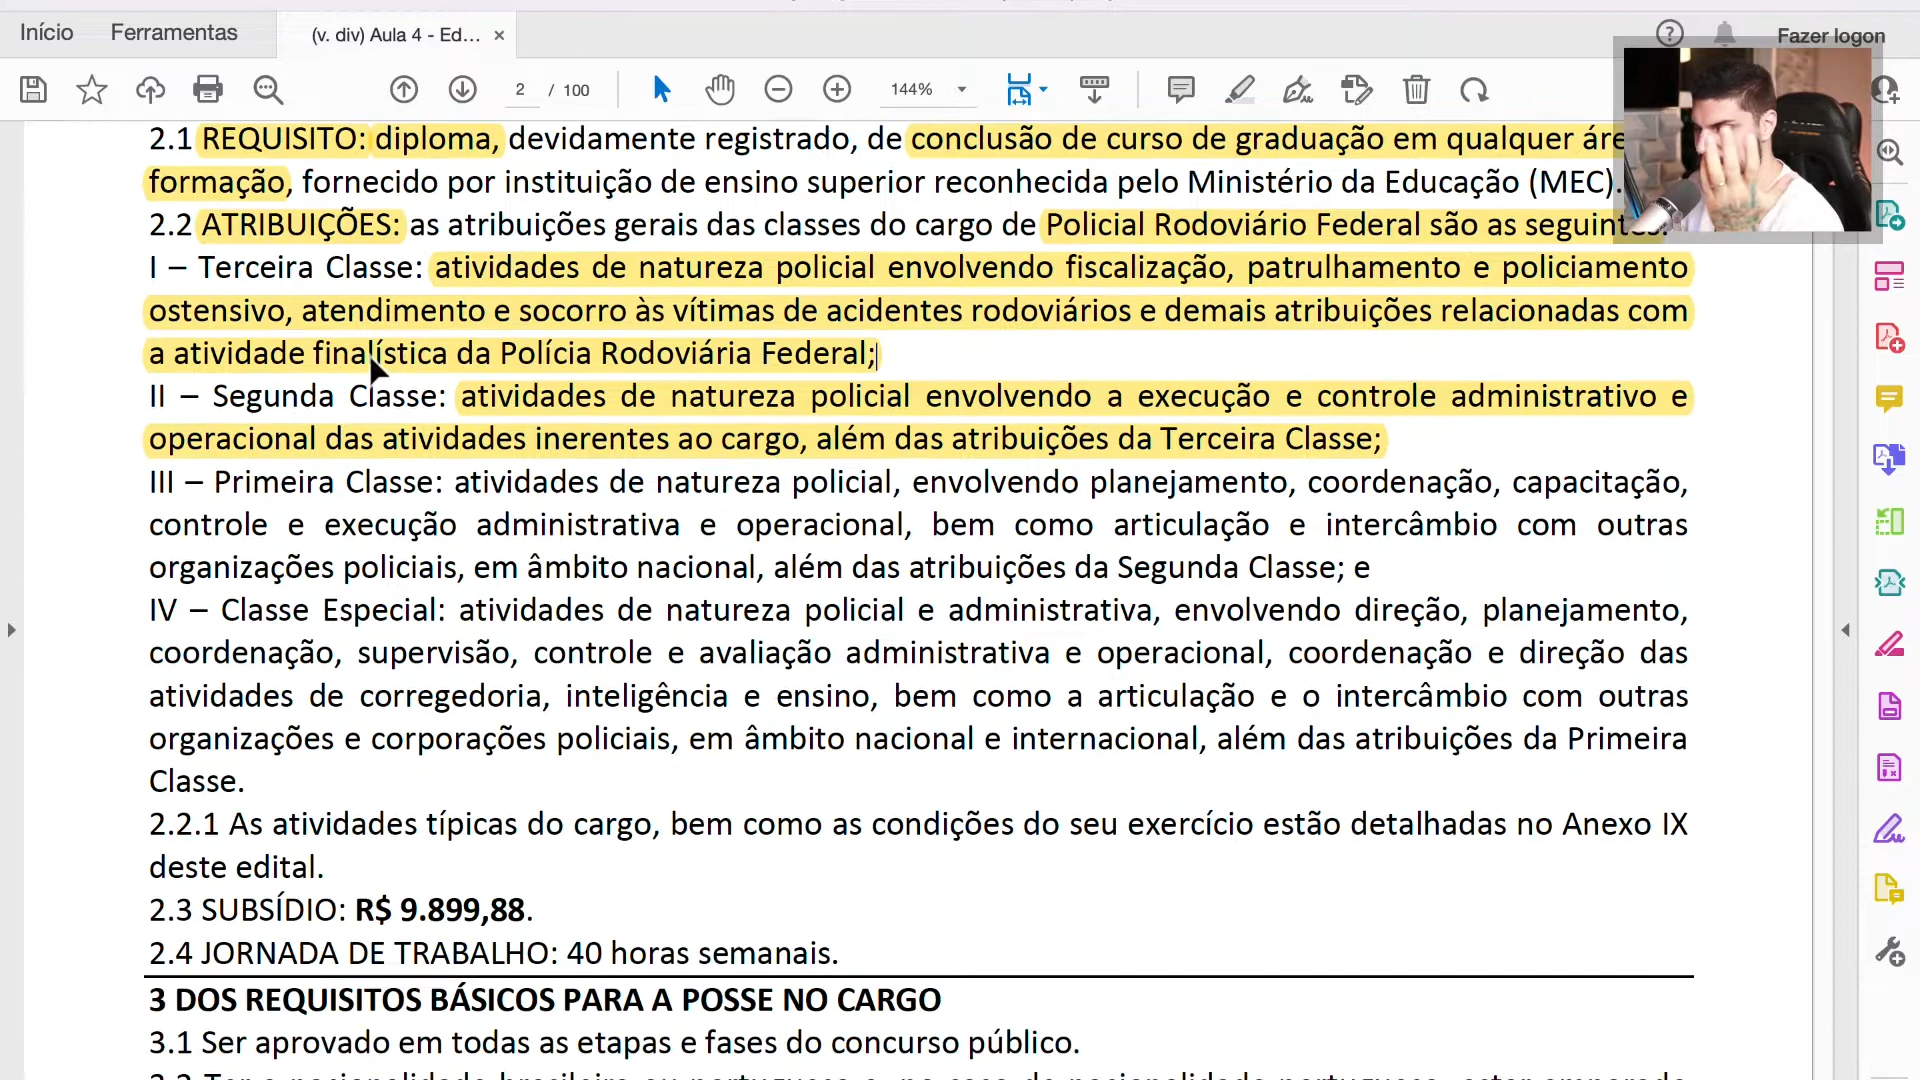 Início Ferramentas (v. div) Aula 4 - Ed... × Fazer logon
2 / 100 144%
2.1 REQUISITO: diploma, devidamente registrado, de conclusão de curso de graduação em qualquer
formação, fornecido por instituição de ensino superior reconhecida pelo Ministério da Educação (MEC).
2.2 ATRIBUIÇÕES: as atribuições gerais das classes do cargo de Policial Rodoviário Federal são as
I – Terceira Classe: atividades de natureza policial envolvendo fiscalização, patrulhamento e policiamento
ostensivo, atendimento e socorro às vítimas de acidentes rodoviários e demais atribuições relacionadas com
a atividade finalística da Polícia Rodoviária Federal;
II – Segunda Classe: atividades de natureza policial envolvendo a execução e controle administrativo e
operacional das atividades inerentes ao cargo, além das atribuições da Terceira Classe;
III – Primeira Classe: atividades de natureza policial, envolvendo planejamento, coordenação, capacitação,
controle e execução administrativa e operacional, bem como articulação e intercâmbio com outras
organizações policiais, em âmbito nacional, além das atribuições da Segunda Classe; e
IV – Classe Especial: atividades de natureza policial e administrativa, envolvendo direção, planejamento,
coordenação, supervisão, controle e avaliação administrativa e operacional, coordenação e direção das
atividades de corregedoria, inteligência e ensino, bem como a articulação e o intercâmbio com outras
organizações e corporações policiais, em âmbito nacional e internacional, além das atribuições da Primeira
Classe.
2.2.1 As atividades típicas do cargo, bem como as condições do seu exercício estão detalhadas no Anexo IX
deste edital.
2.3 SUBSÍDIO: R$ 9.899,88.
2.4 JORNADA DE TRABALHO: 40 horas semanais.
3 DOS REQUISITOS BÁSICOS PARA A POSSE NO CARGO
3.1 Ser aprovado em todas as etapas e fases do concurso público.